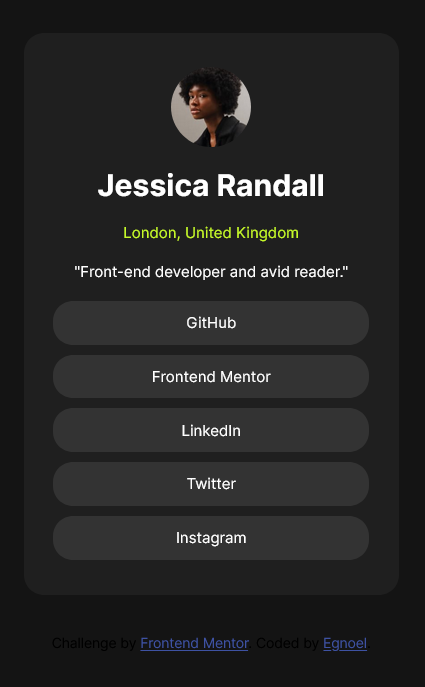 Jessica Randall
London, United Kingdom
"Front-end developer and avid reader."
GitHub
Frontend Mentor
LinkedIn
Twitter
Instagram
Challenge by Frontend Mentor. Coded by Egnoel.